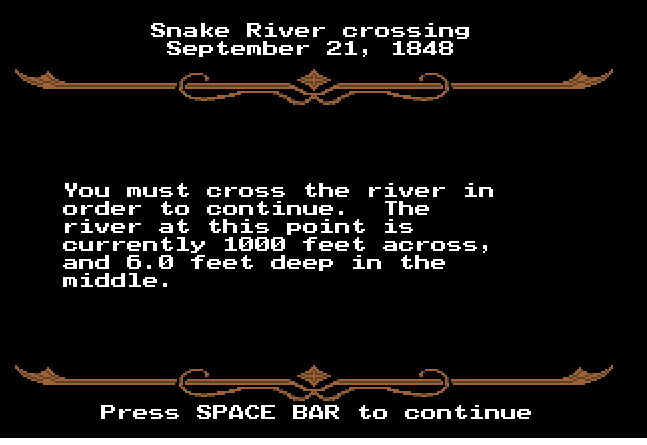 Snake River crossing
September 21, 1848
You must cross the river in
order to continue.  The
river at this point is
currently 1000 feet across,
and 6.0 feet deep in the
middle.
Press SPACE BAR to continue